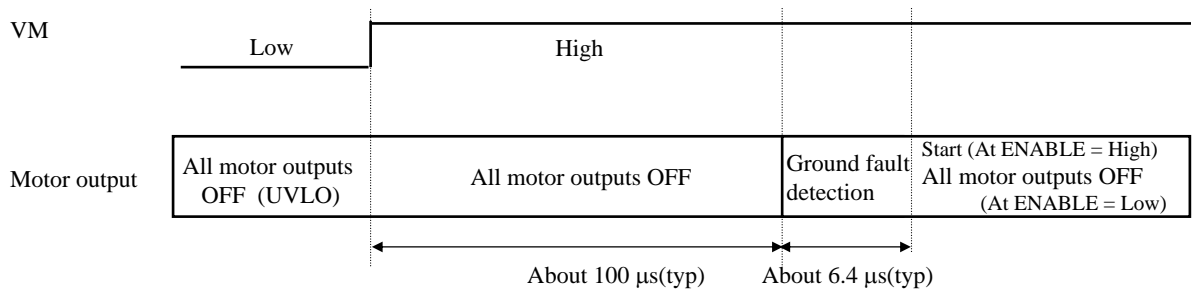 VM
Low
High
Motor output
All motor outputs
OFF (UVLO)
All motor outputs OFF
Ground fault
detection
Start (At ENABLE = High)
All motor outputs OFF
(At ENABLE = Low)
About 100 μs(typ)
About 6.4 μs(typ)